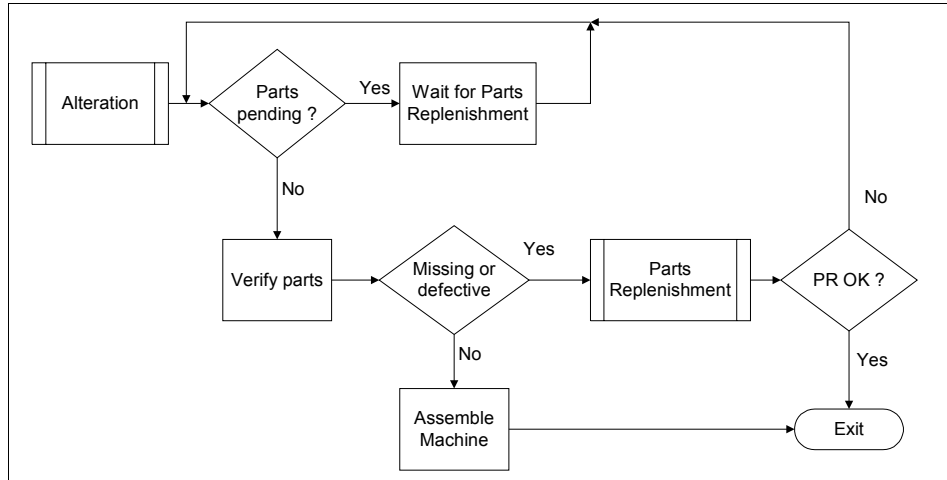 Alteration
Parts
pending ?
Yes
Wait for Parts
Replenishment
No
No
Verify parts
Missing or
defective
Yes
Parts
Replenishment
PR OK ?
No
Yes
Assemble
Machine
Exit